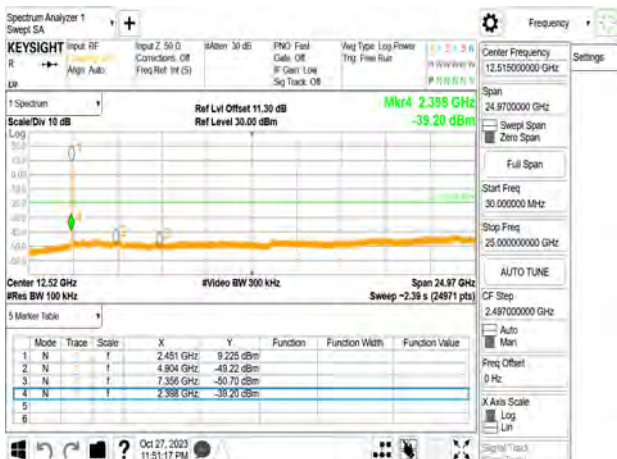 Spectrum Analyzer 1
Swept SA
Frequency
KEYSIGHT
Input: RF
Input Z: 50 Ω
#Atten: 30 dB
PNO: Fast
Avg Type: Log-Power
R
Align: Auto
Corrections: Off
Freq Ref: Int (S)
Gate: Off
IF Gain: Low
Sig Track: Off
Trig: Free Run
Center Frequency
12.515000000 GHz
Settings
Span
24.9700000 GHz
Swept Span
Zero Span
Full Span
Start Freq
30.000000 MHz
Stop Freq
25.000000000 GHz
AUTO TUNE
CF Step
2.497000000 GHz
Auto
Man
Freq Offset
0 Hz
X Axis Scale
Log
Lin
Signal Track
1 Spectrum
Scale/Div 10 dB
Ref Lvl Offset 11.30 dB
Ref Level 30.00 dBm
Mkr4 2.398 GHz
-39.20 dBm
Log
Center 12.52 GHz
#Video BW 300 kHz
Span 24.97 GHz
#Res BW 100 kHz
Sweep ~2.39 s (24971 pts)
5 Marker Table
Mode Trace Scale X Y Function Function Width Function Value
1 N 1 f 2.451 GHz 9.225 dBm
2 N 1 f 4.904 GHz -49.22 dBm
3 N 1 f 7.356 GHz -50.70 dBm
4 N 1 f 2.398 GHz -39.20 dBm
5
6
?
Oct 27, 2023
11:51:17 PM